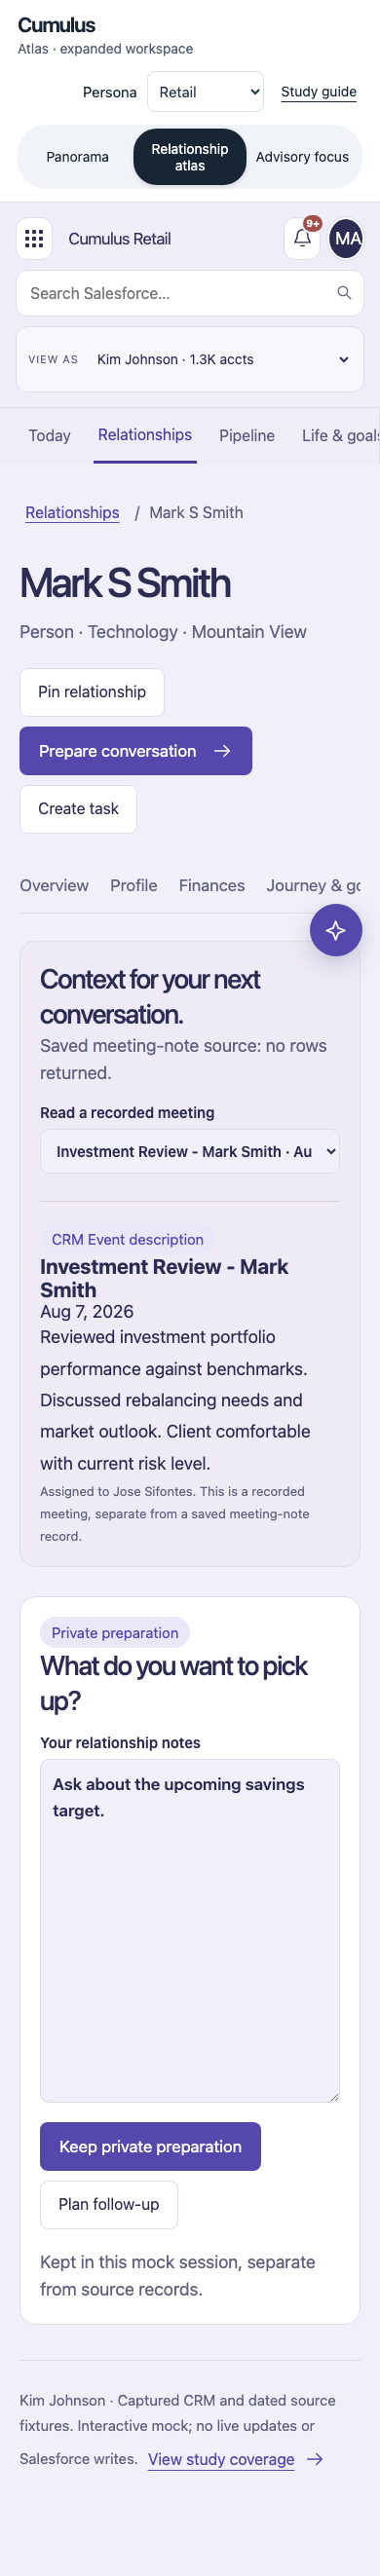 Cumulus
Atlas · expanded workspace
Persona Retail Study guide
Panorama Relationship atlas Advisory focus
Cumulus Retail 9+ MA
Search Salesforce...
VIEW AS Kim Johnson · 1.3K accts
Today Relationships Pipeline Life & goals
Relationships / Mark S Smith
Mark S Smith
Person · Technology · Mountain View
Pin relationship
Prepare conversation →
Create task
Overview Profile Finances Journey & go
Context for your next
conversation.
Saved meeting-note source: no rows
returned.
Read a recorded meeting
Investment Review - Mark Smith · Au
CRM Event description
Investment Review - Mark
Smith
Aug 7, 2026
Reviewed investment portfolio
performance against benchmarks.
Discussed rebalancing needs and
market outlook. Client comfortable
with current risk level.
Assigned to Jose Sifontes. This is a recorded
meeting, separate from a saved meeting-note
record.
Private preparation
What do you want to pick
up?
Your relationship notes
Ask about the upcoming savings
target.
Keep private preparation
Plan follow-up
Kept in this mock session, separate
from source records.
Kim Johnson · Captured CRM and dated source
fixtures. Interactive mock; no live updates or
Salesforce writes. View study coverage →